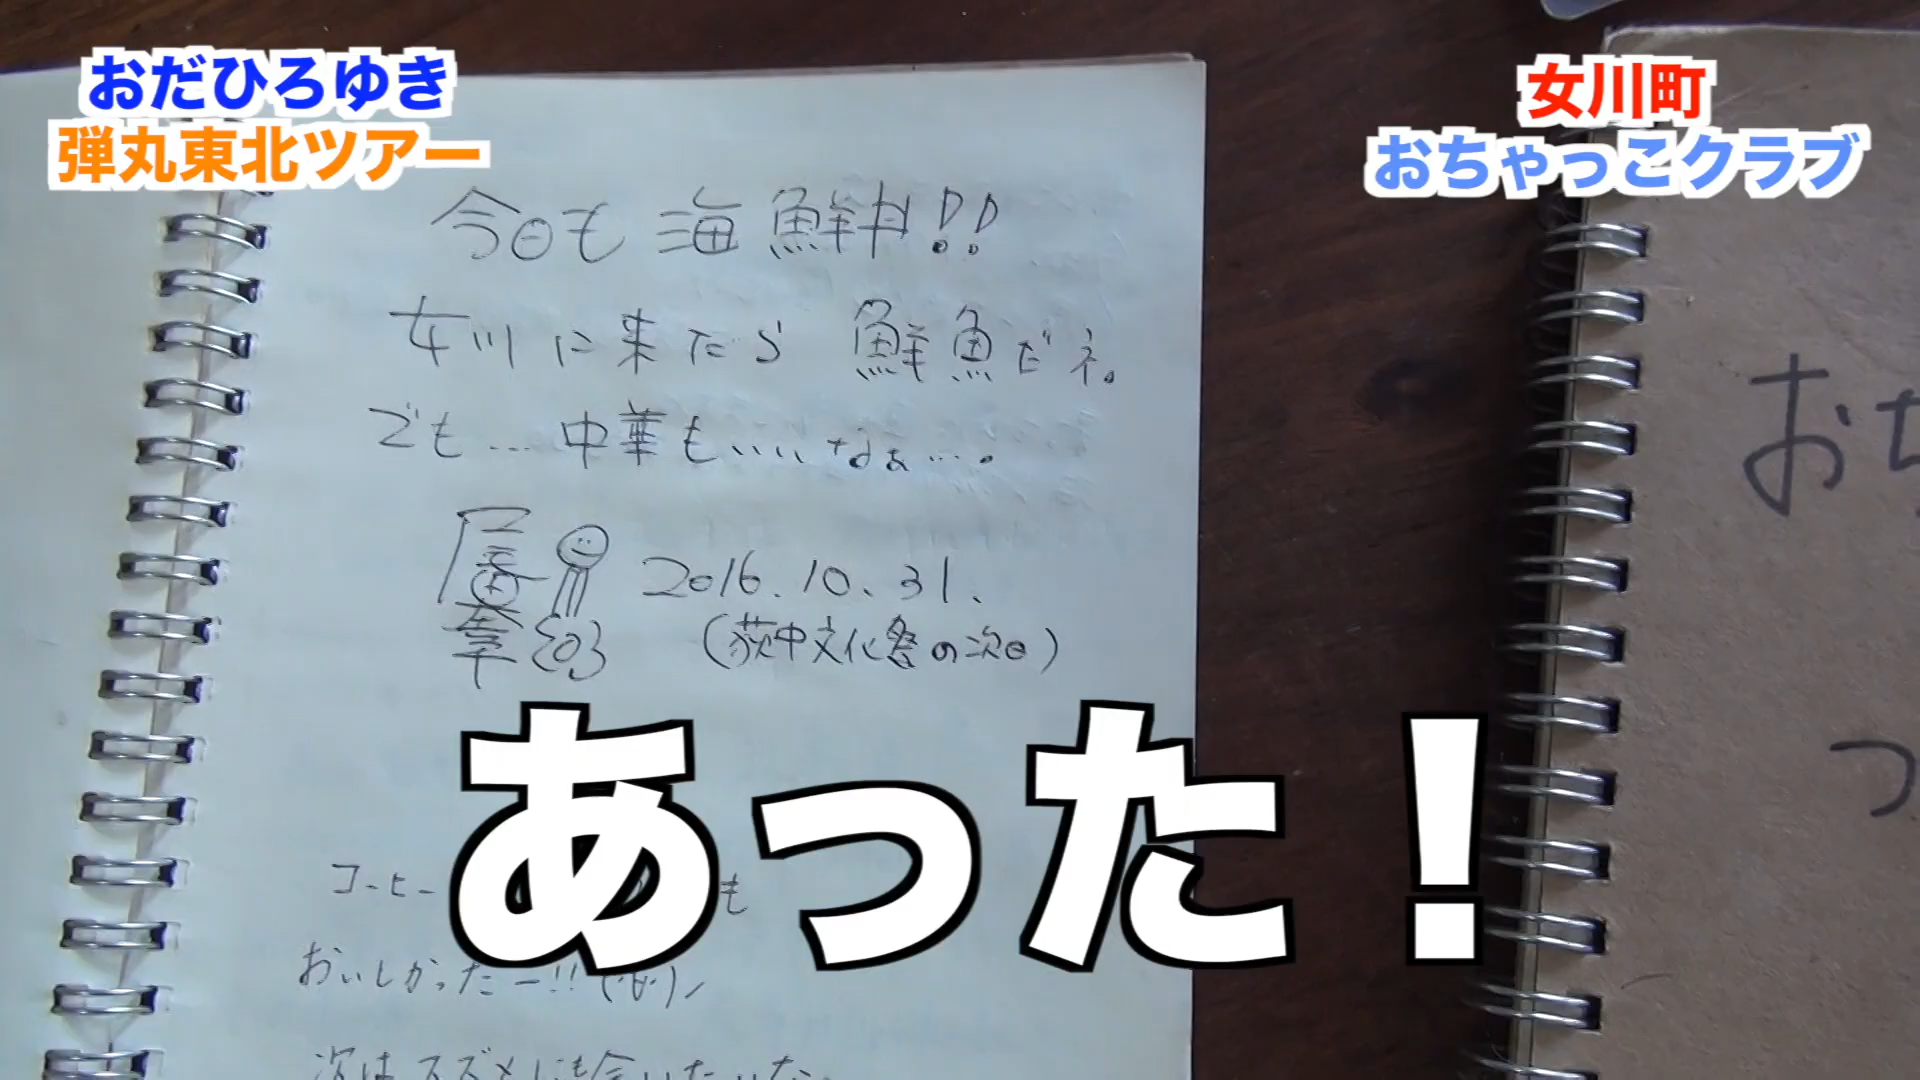 おだひろゆき
弾丸東北ツアー
女川町
おちゃっこクラブ
今日も海鮮丼!!
女川に来たら 鮮魚だネ。
でも…中華も、、いいなぁ…。
2016.10.31.
(荻中文化祭の次の日)
あった！
コーヒー も
おいしかったー!!
おち
つ